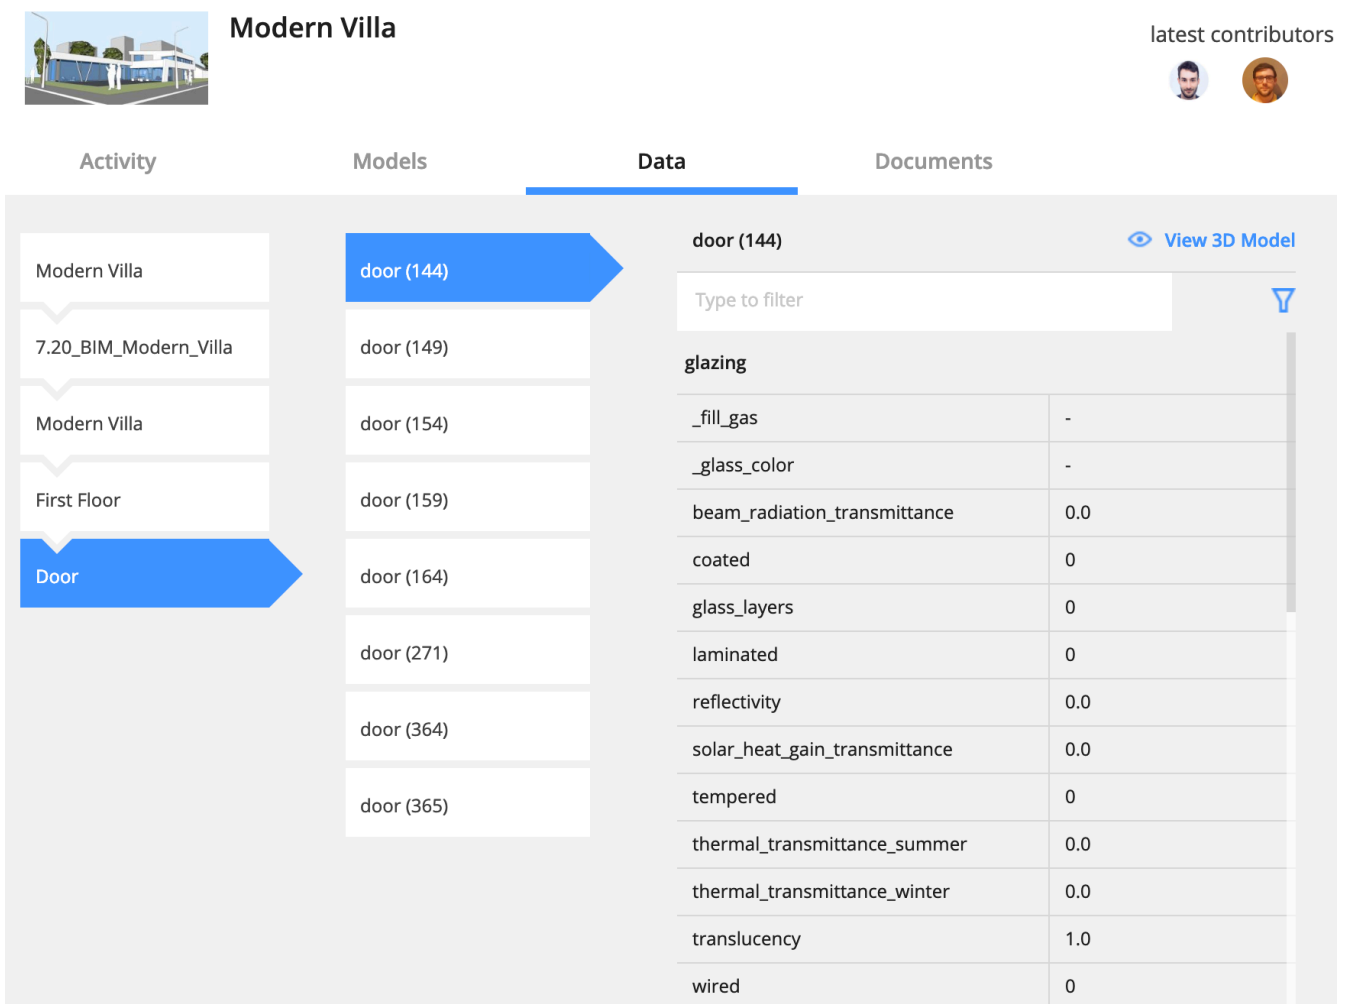 Modern Villa
latest contributors
Activity
Models
Data
Documents
Modern Villa
7.20_BIM_Modern_Villa
Modern Villa
First Floor
Door
door (144)
door (149)
door (154)
door (159)
door (164)
door (271)
door (364)
door (365)
door (144)
View 3D Model
Type to filter
glazing
_fill_gas -
_glass_color -
beam_radiation_transmittance 0.0
coated 0
glass_layers 0
laminated 0
reflectivity 0.0
solar_heat_gain_transmittance 0.0
tempered 0
thermal_transmittance_summer 0.0
thermal_transmittance_winter 0.0
translucency 1.0
wired 0